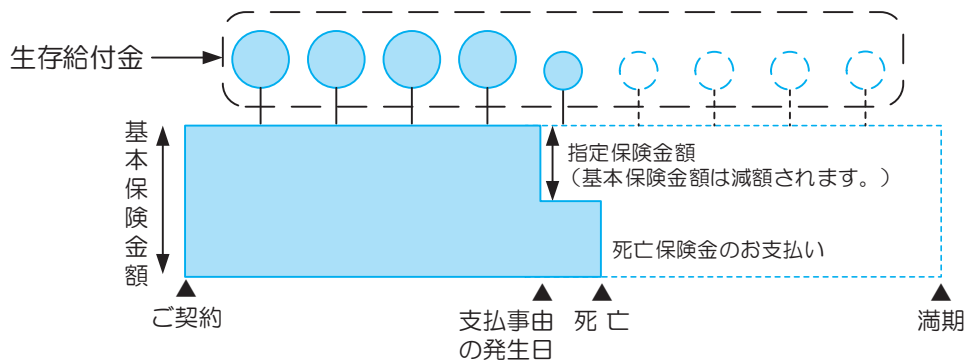 生存給付金
基本保険金額
指定保険金額
（基本保険金額は減額されます。）
死亡保険金のお支払い
ご契約
支払事由
の発生日
死 亡
満期